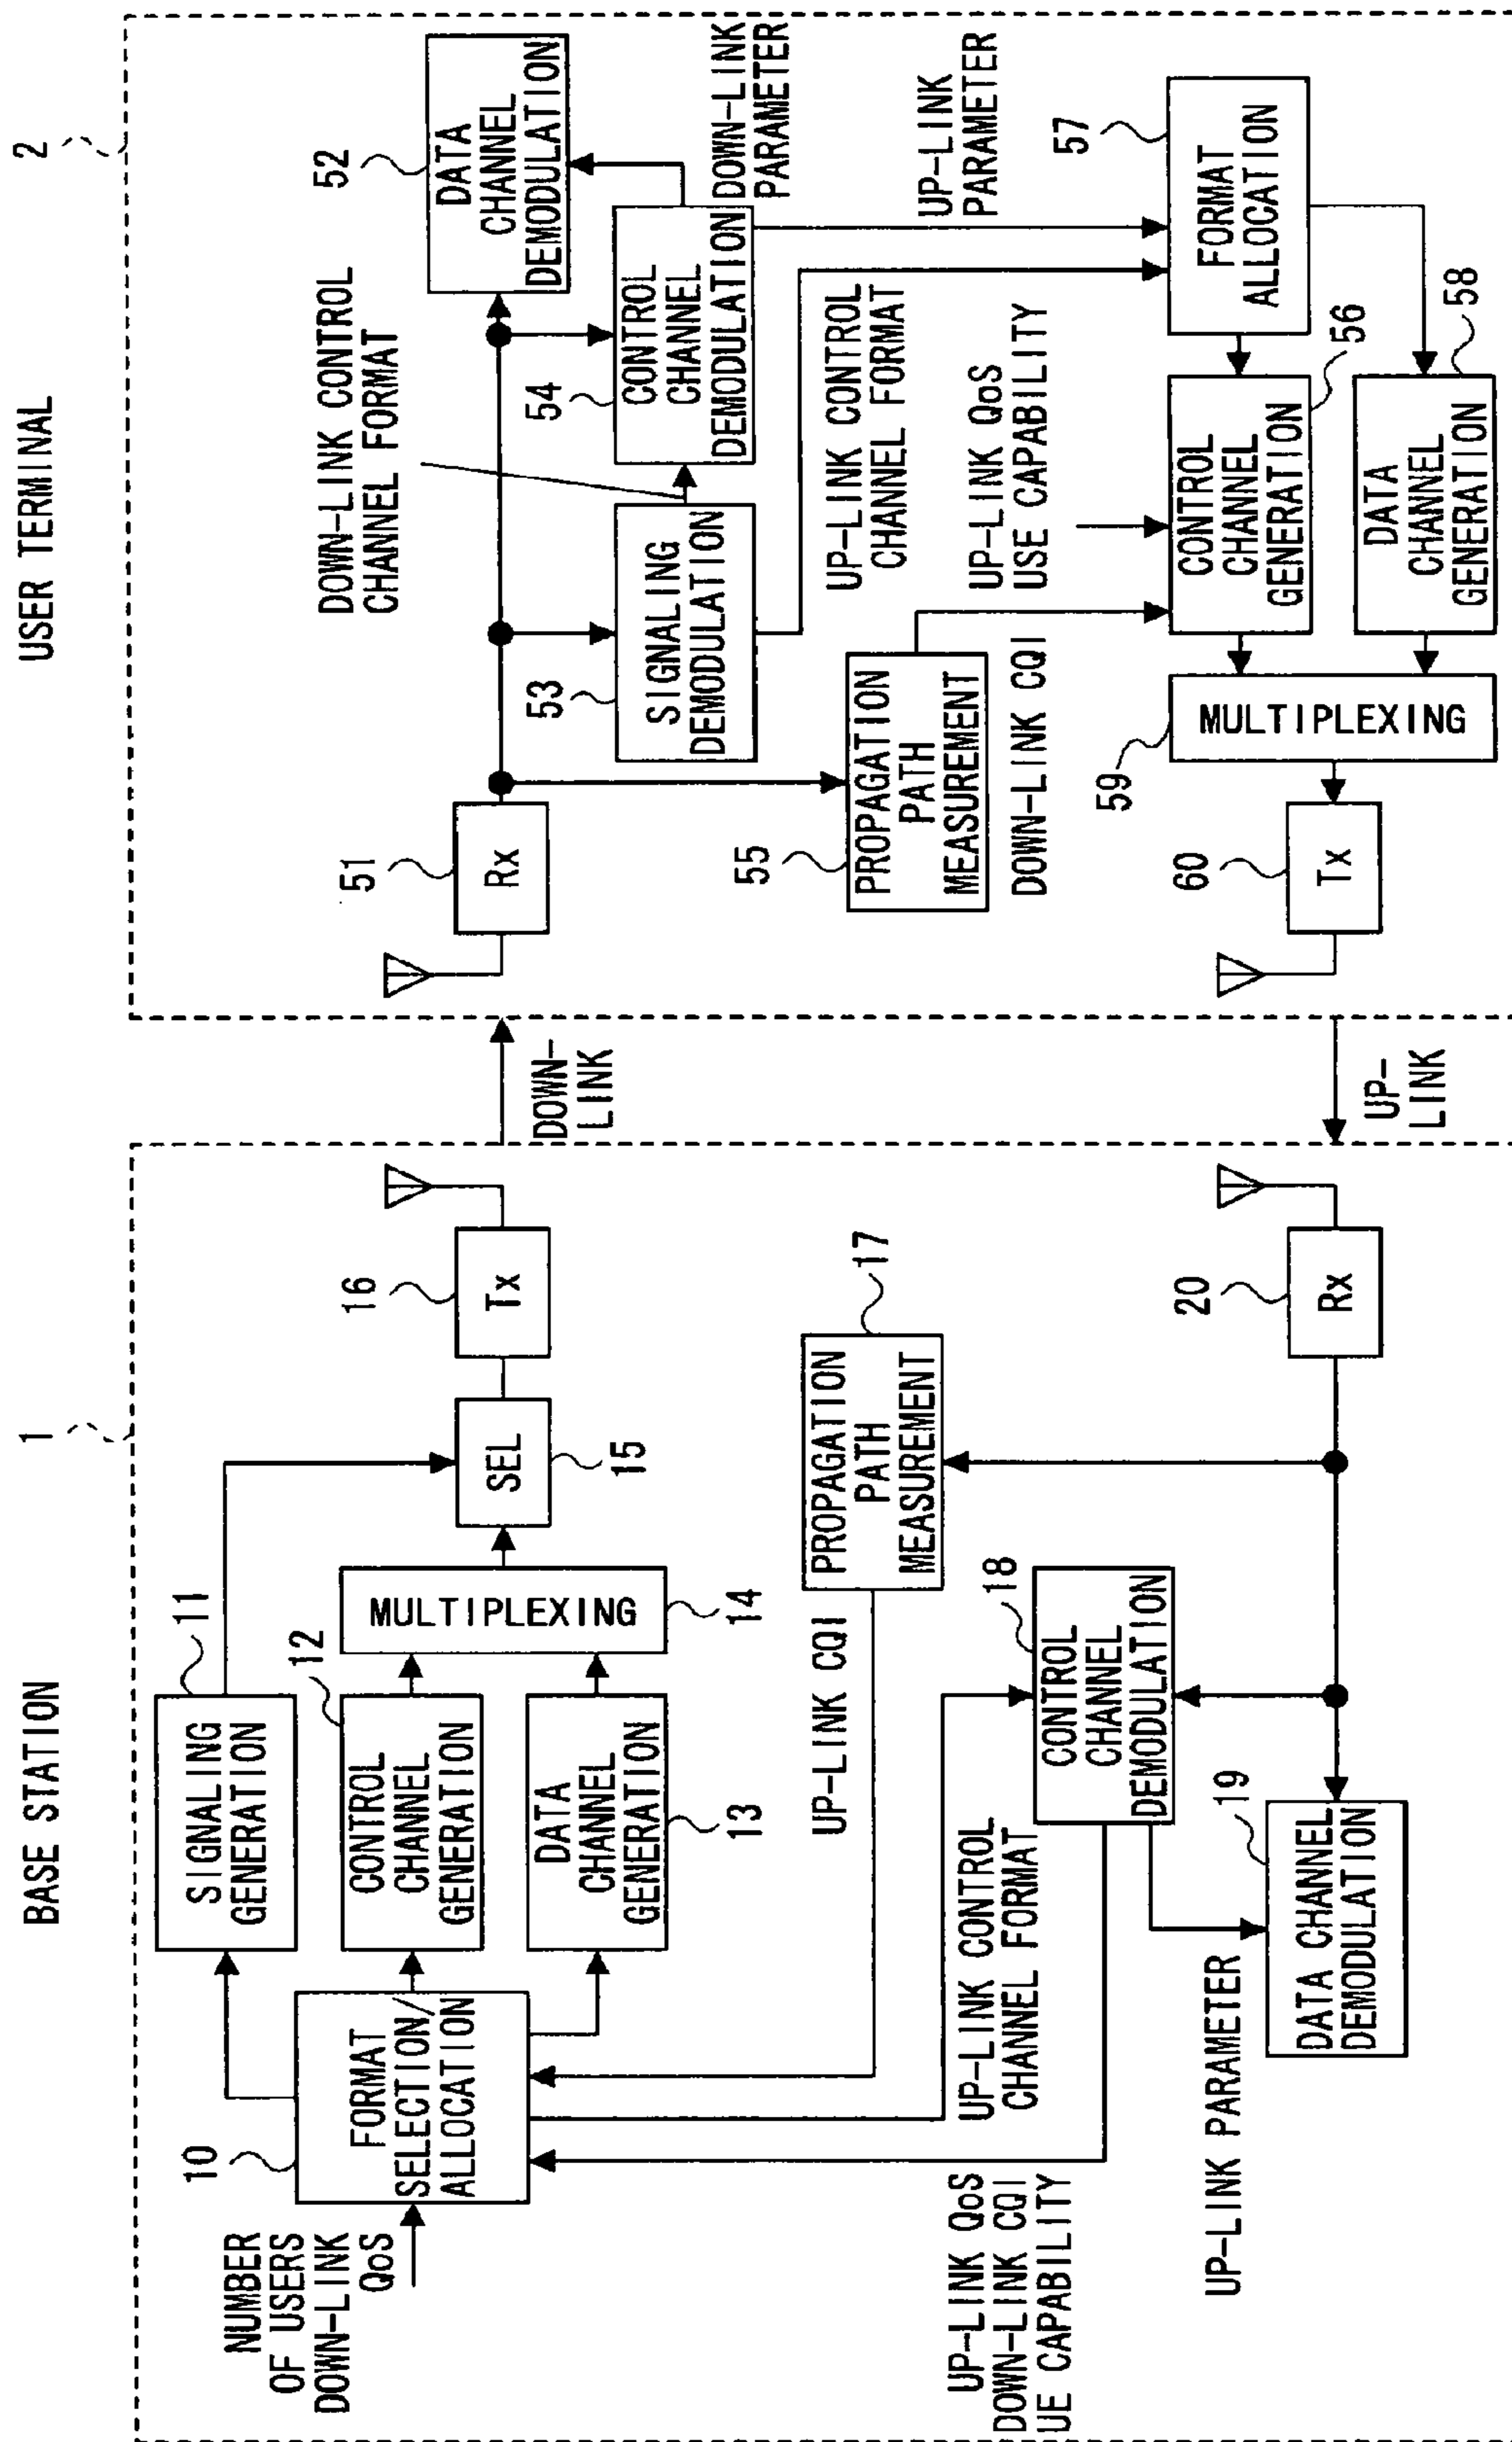 BASE STATION
1
NUMBER
OF USERS
DOWN-LINK
QoS
10
FORMAT
SELECTION/
ALLOCATION
11
SIGNALING
GENERATION
12
CONTROL
CHANNEL
GENERATION
DATA
CHANNEL
GENERATION
13
MULTIPLEXING
14
SEL
15
16
Tx
PROPAGATION
PATH
MEASUREMENT
17
UP-LINK CQI
UP-LINK CONTROL
CHANNEL FORMAT
18
CONTROL
CHANNEL
DEMODULATION
UP-LINK QoS
DOWN-LINK CQI
UE CAPABILITY
UP-LINK PARAMETER
19
DATA CHANNEL
DEMODULATION
20
Rx
DOWN-
LINK
UP-
LINK
USER TERMINAL
2
51
Rx
DOWN-LINK CONTROL
CHANNEL FORMAT
52
DATA
CHANNEL
DEMODULATION
53
SIGNALING
DEMODULATION
54
CONTROL
CHANNEL
DEMODULATION
DOWN-LINK
PARAMETER
55
PROPAGATION
PATH
MEASUREMENT
DOWN-LINK CQI
UP-LINK CONTROL
CHANNEL FORMAT
UP-LINK
PARAMETER
UP-LINK QoS
USE CAPABILITY
57
FORMAT
ALLOCATION
CONTROL
CHANNEL
GENERATION
56
DATA
CHANNEL
GENERATION
58
59
MULTIPLEXING
60
Tx